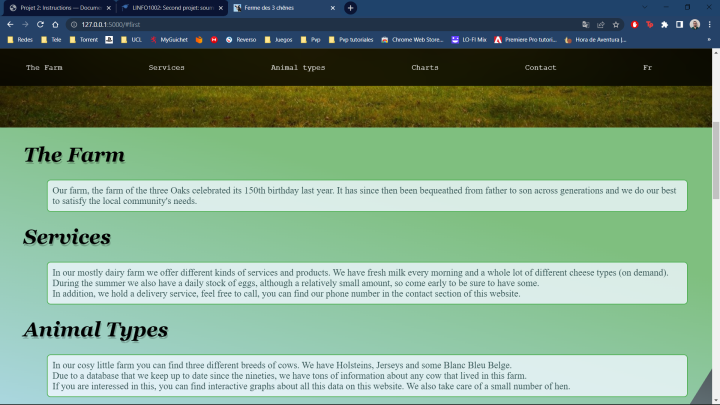 Projet 2: Instructions — Docume
LINFO1002: Second projet: sour
Ferme des 3 chênes
127.0.0.1:5000/#first
Redes Tele Torrent UCL MyGuichet Reverso Juegos Pvp Pvp tutoriales Chrome Web Store... LO-FI Mix Premiere Pro tutori... Hora de Aventura |... »
The Farm Services Animal types Charts Contact Fr
The Farm
Our farm, the farm of the three Oaks celebrated its 150th birthday last year. It has since then been bequeathed from father to son across generations and we do our best
to satisfy the local community's needs.
Services
In our mostly dairy farm we offer different kinds of services and products. We have fresh milk every morning and a whole lot of different cheese types (on demand).
During the summer we also have a daily stock of eggs, although a relatively small amount, so come early to be sure to have some.
In addition, we hold a delivery service, feel free to call, you can find our phone number in the contact section of this website.
Animal Types
In our cosy little farm you can find three different breeds of cows. We have Holsteins, Jerseys and some Blanc Bleu Belge.
Due to a database that we keep up to date since the nineties, we have tons of information about any cow that lived in this farm.
If you are interessed in this, you can find interactive graphs about all this data on this website. We also take care of a small number of hen.